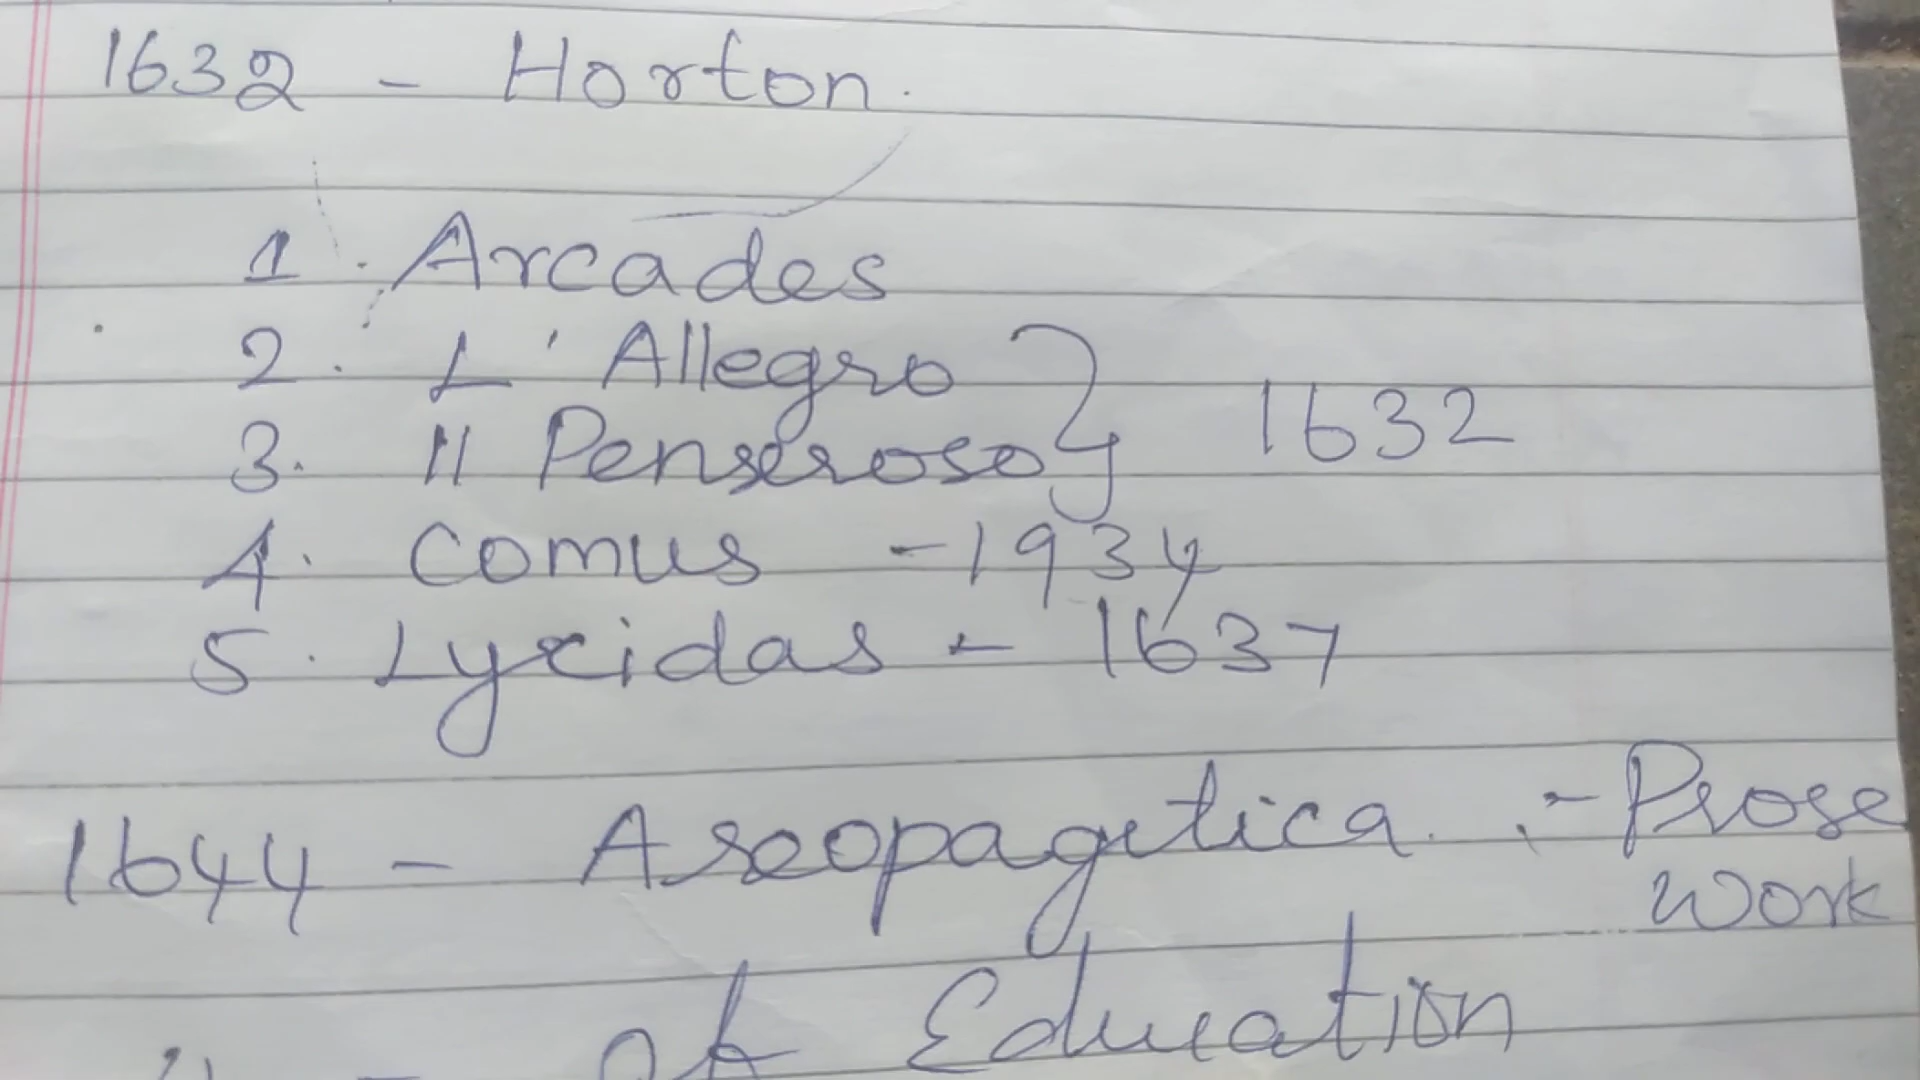 1632 - Horton.
1. Arcades
2. L'Allegro
3. Il Penseroso } 1632
4. Comus - 1934
5. Lycidas - 1637
1644 - Areopagetica. - Prose
work
" - Of Education